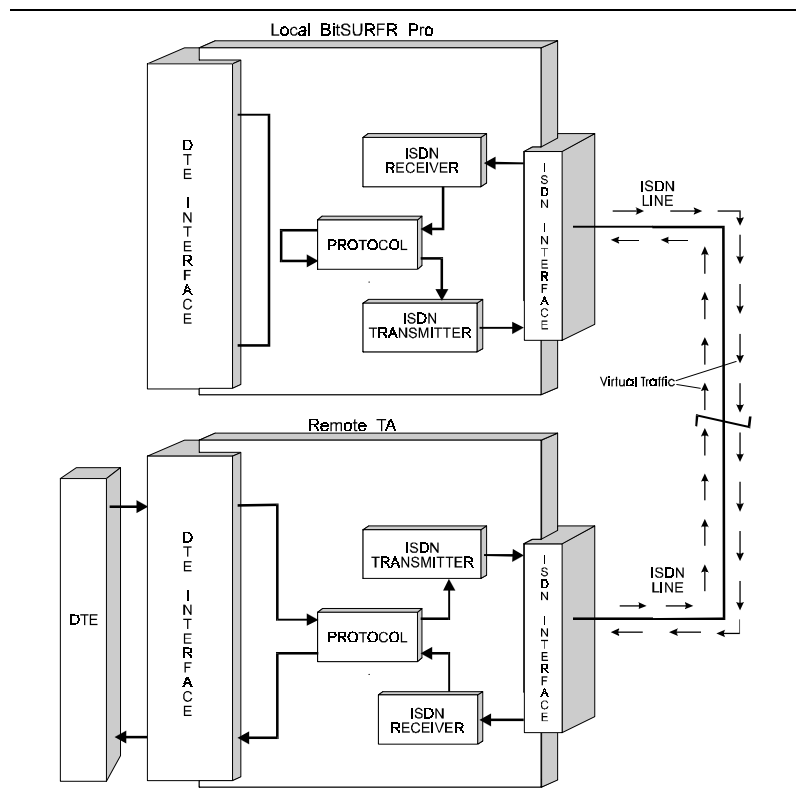 Local BitSURFR Pro
DTE INTERFACE
ISDN
RECEIVER
PROTOCOL
ISDN
TRANSMITTER
ISDN INTERFACE
ISDN
LINE
Virtual Traffic
Remote TA
DTE
DTE INTERFACE
ISDN
TRANSMITTER
PROTOCOL
ISDN
RECEIVER
ISDN INTERFACE
ISDN
LINE